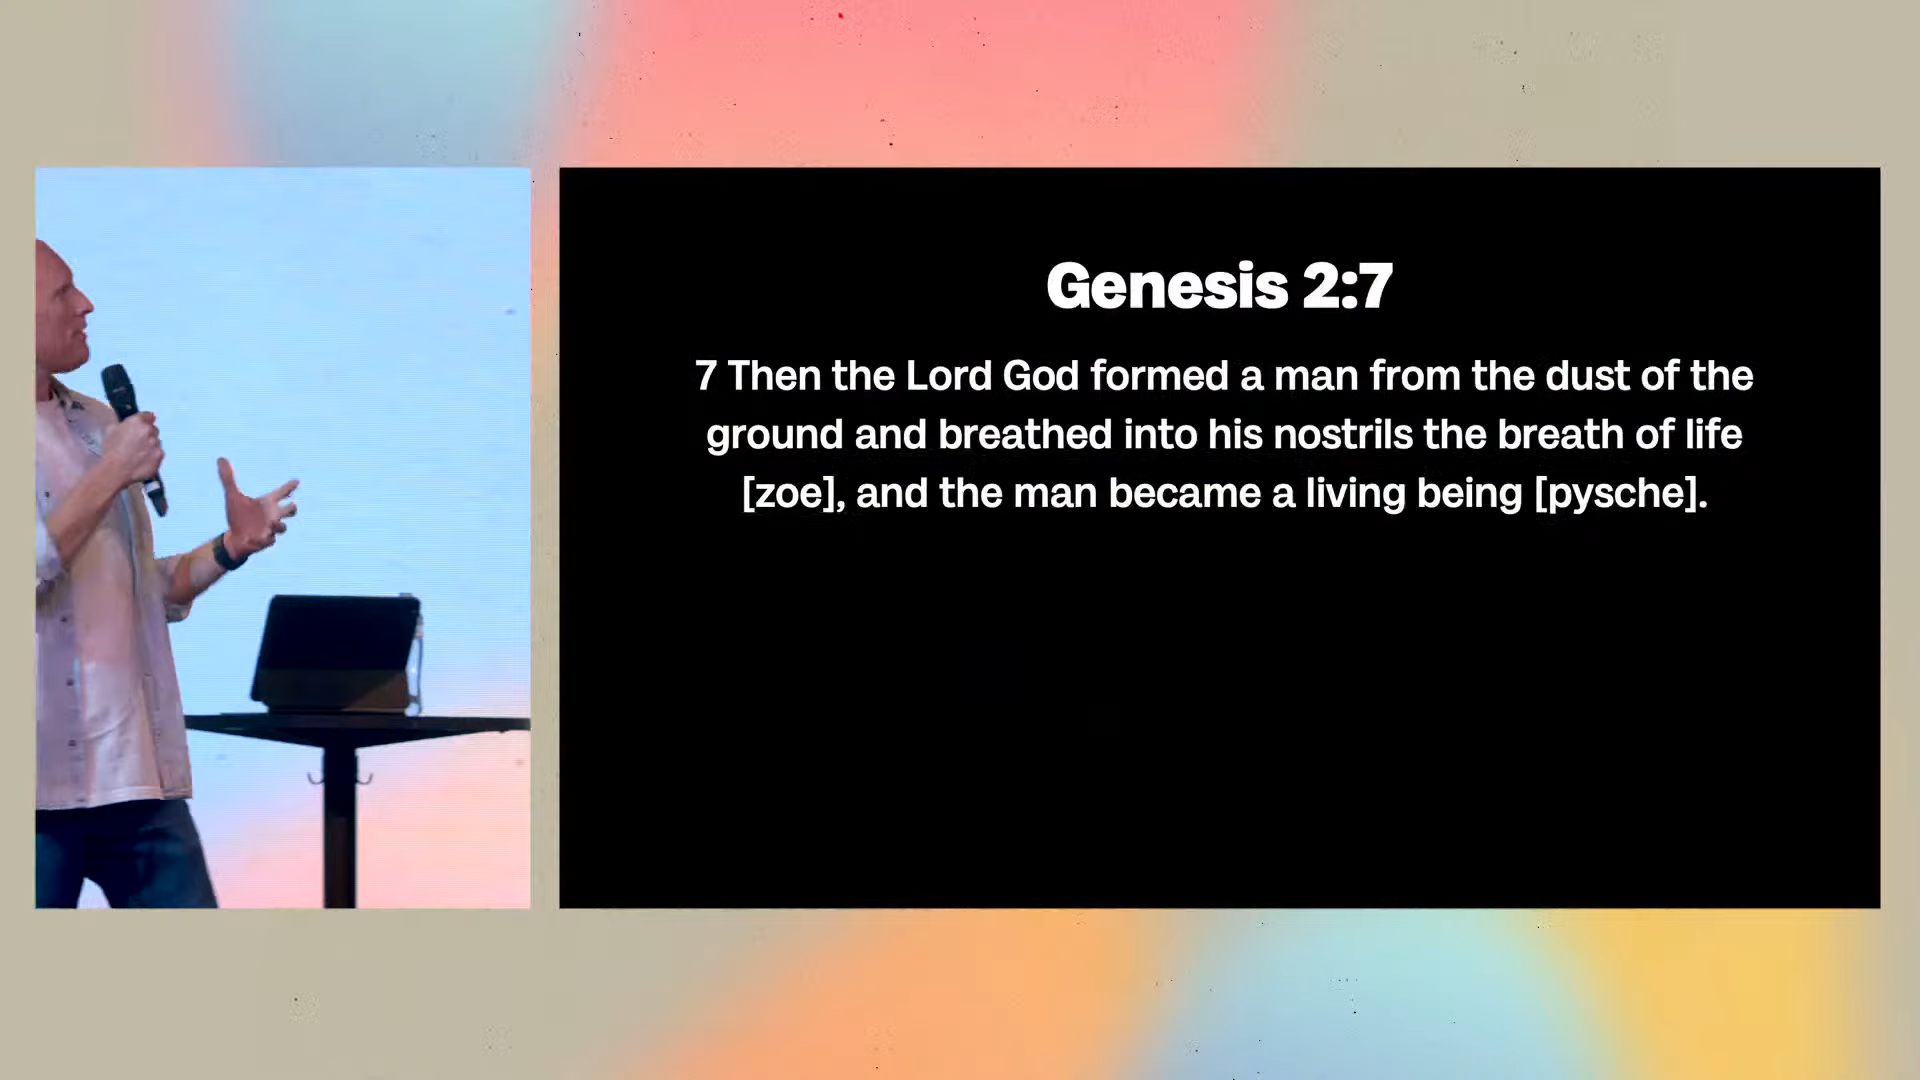 Genesis 2:7
7 Then the Lord God formed a man from the dust of the
ground and breathed into his nostrils the breath of life
[zoe], and the man became a living being [pysche].